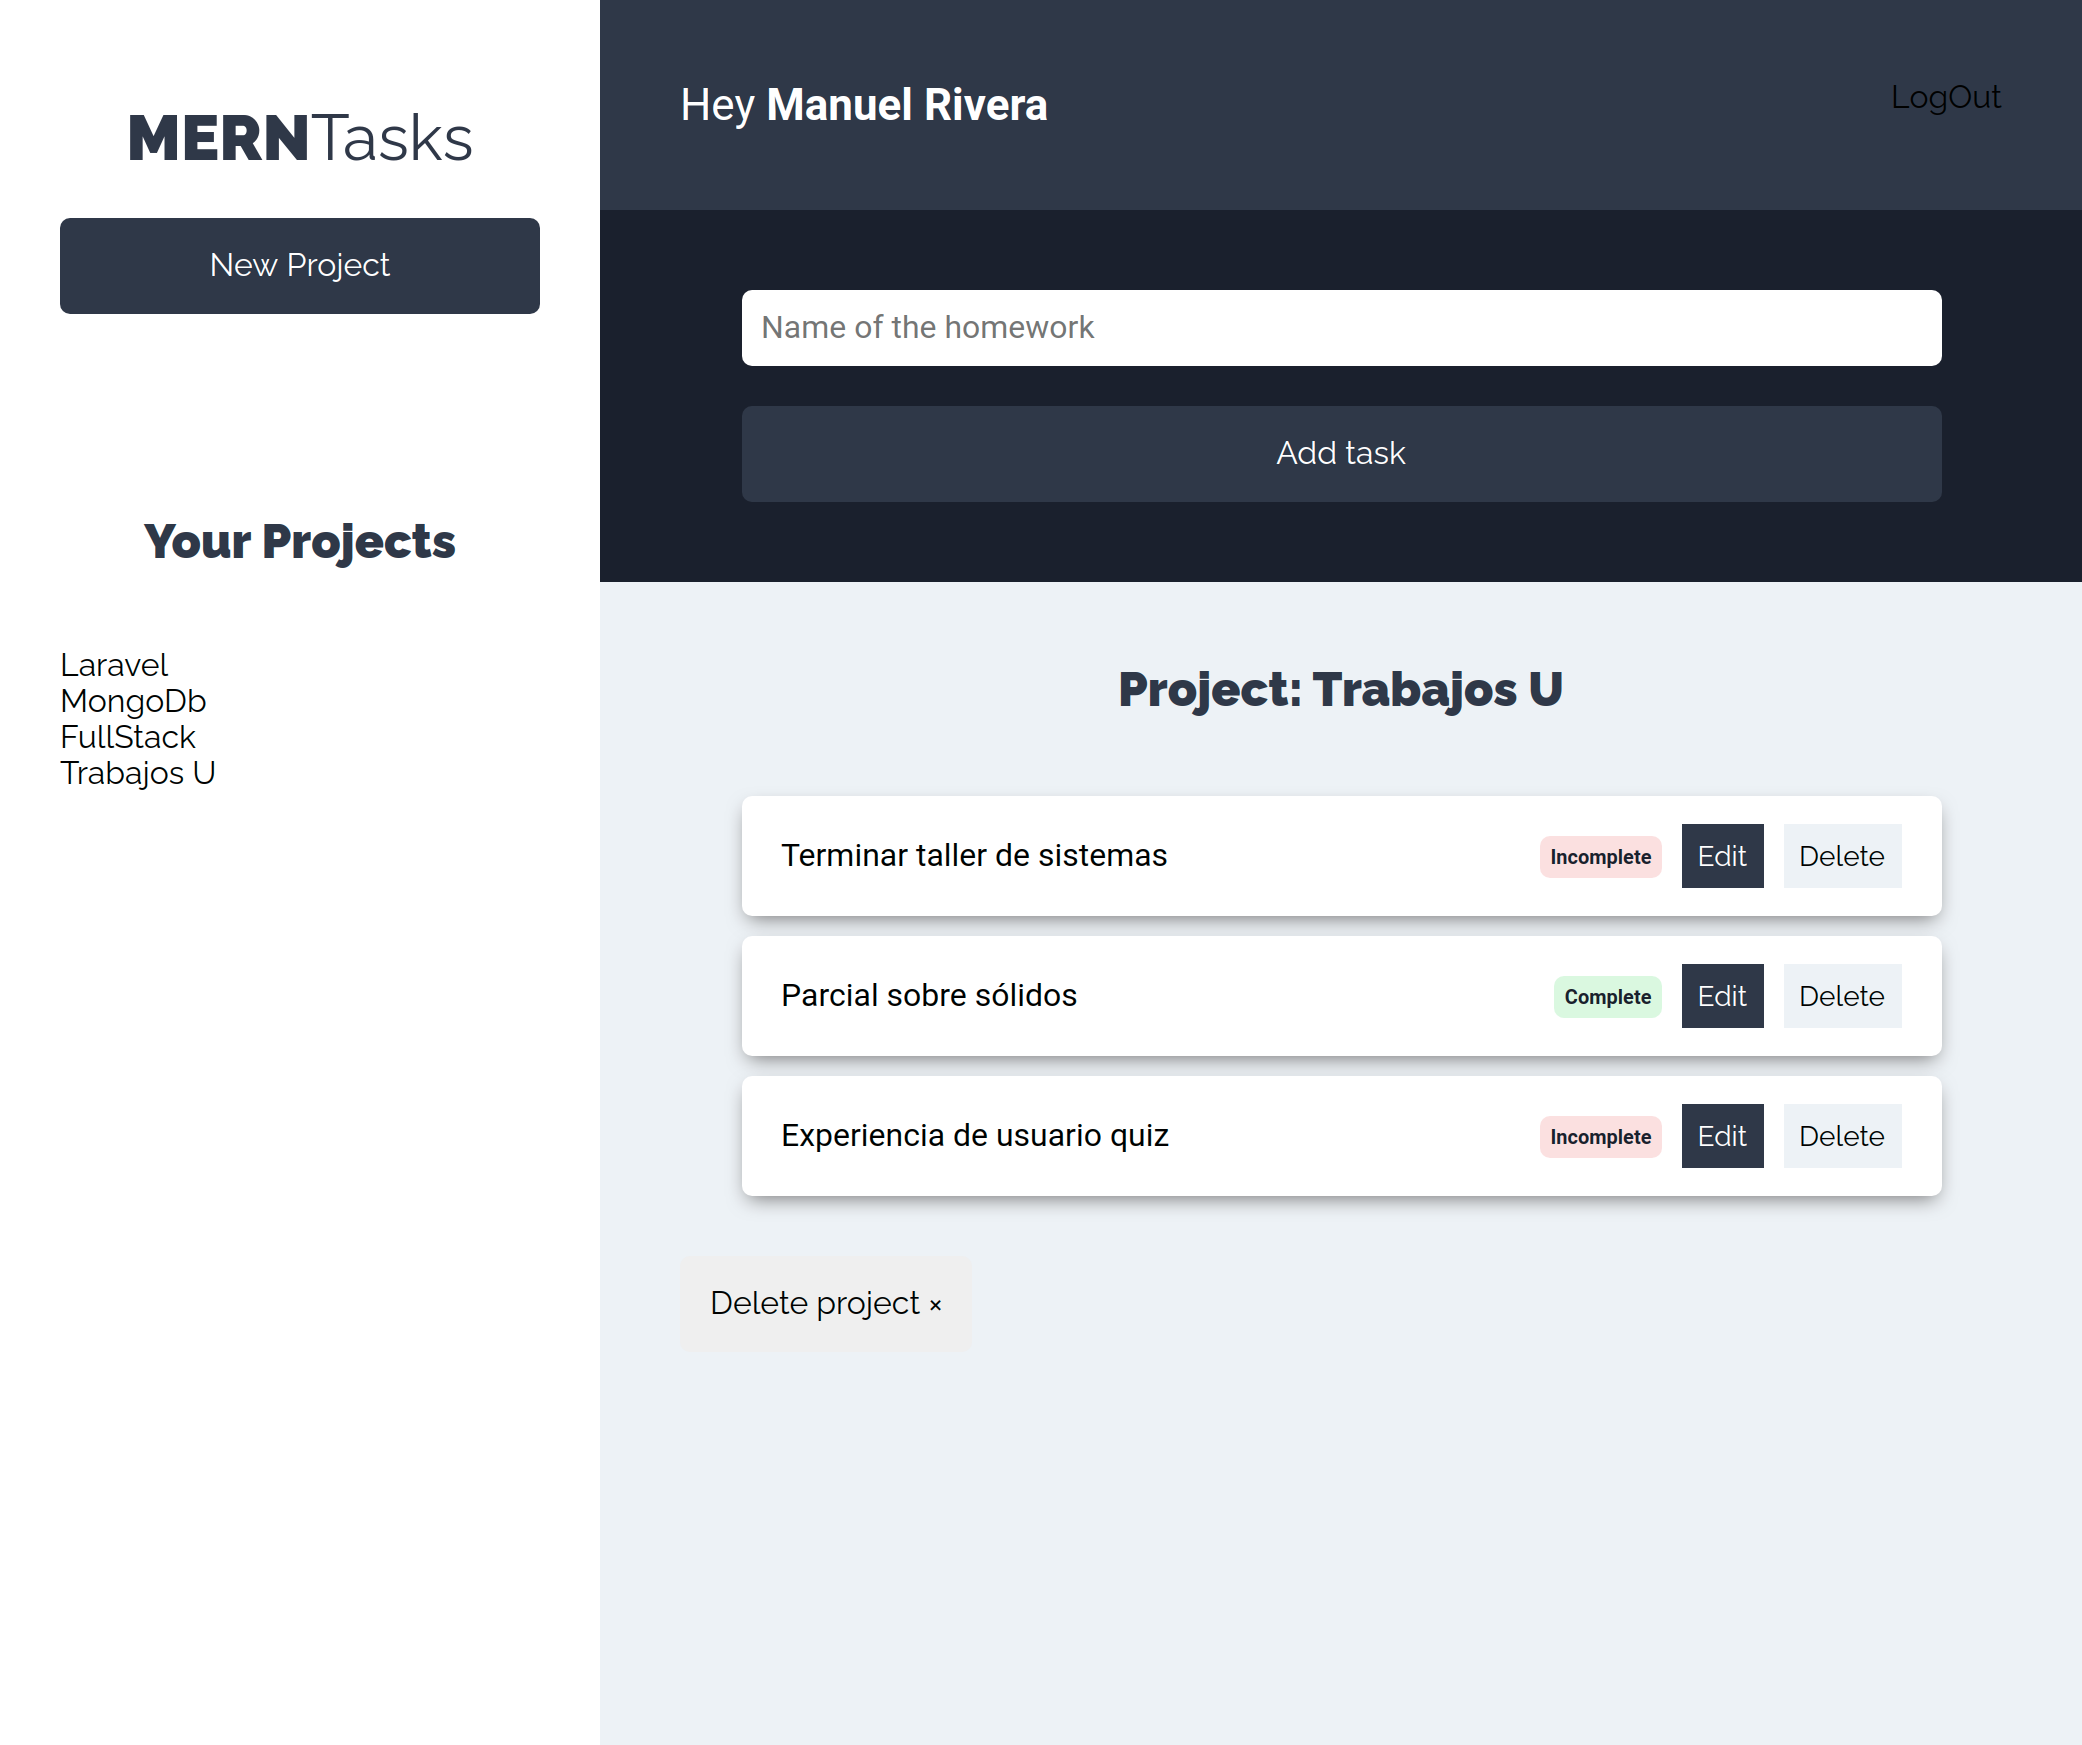 MERNTasks
New Project
Your Projects
Laravel
MongoDb
FullStack
Trabajos U
Hey Manuel Rivera
LogOut
Name of the homework
Add task
Project: Trabajos U
Terminar taller de sistemas Incomplete Edit Delete
Parcial sobre sólidos Complete Edit Delete
Experiencia de usuario quiz Incomplete Edit Delete
Delete project ×